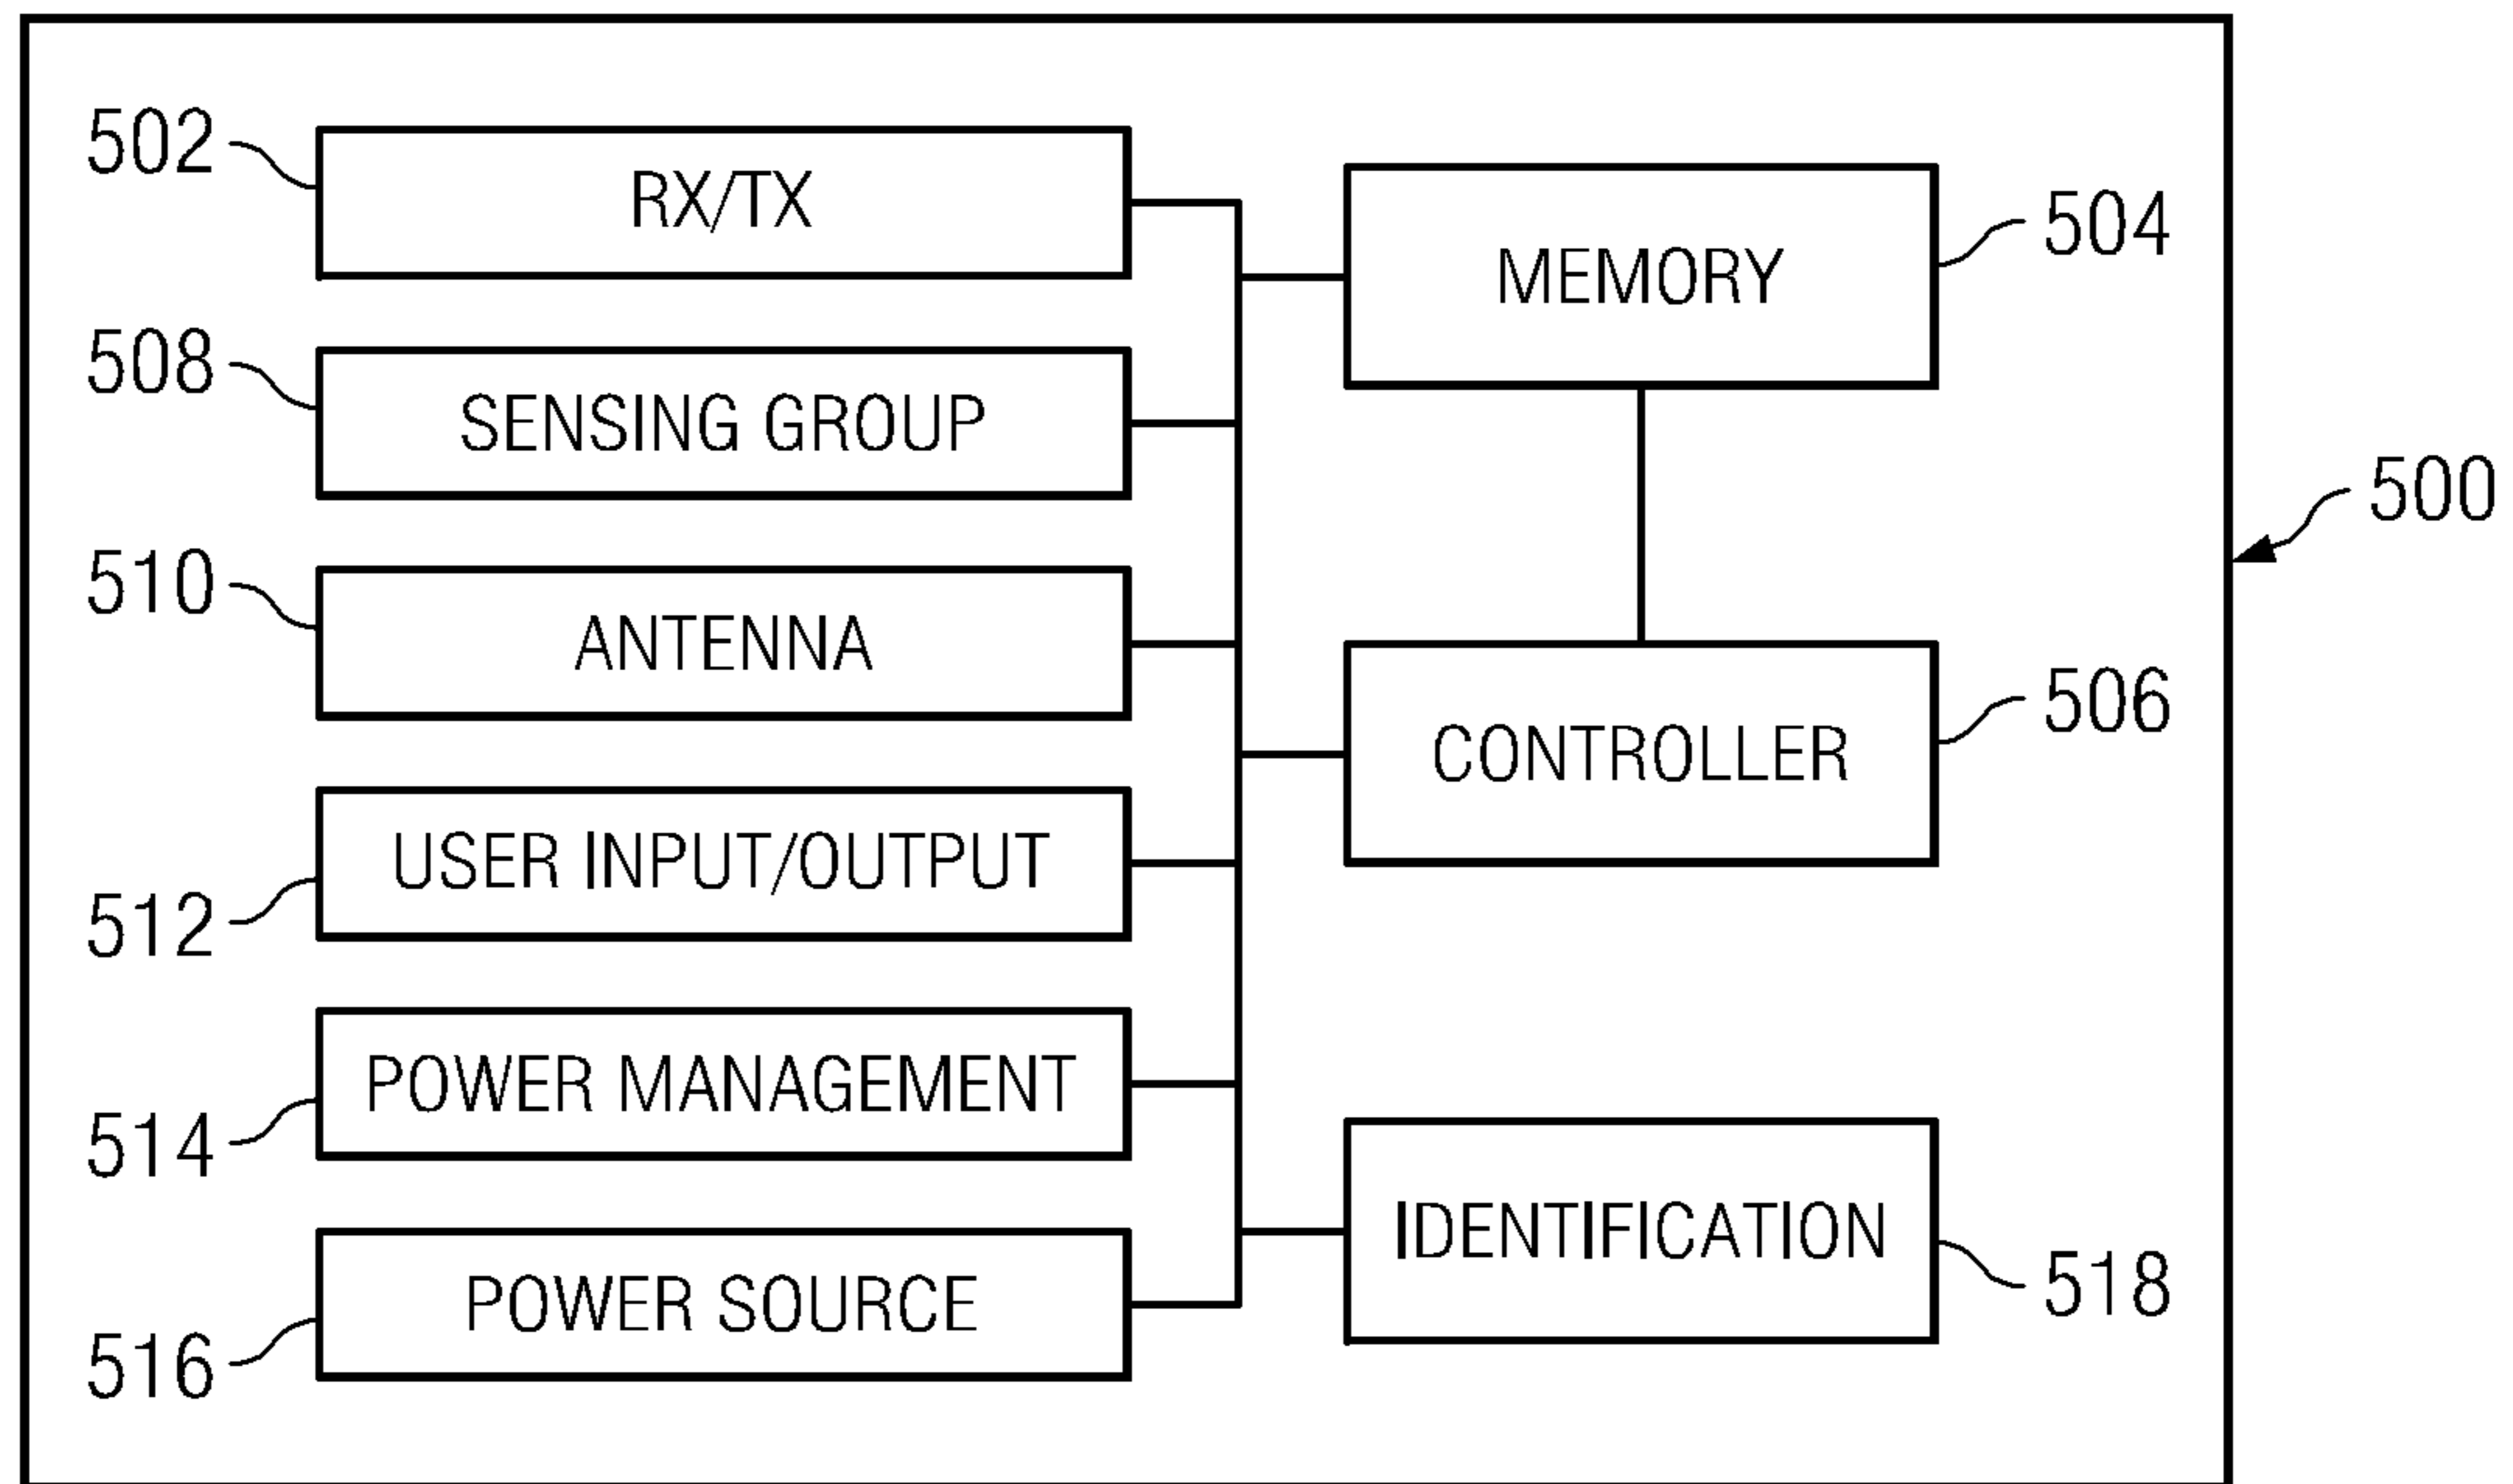 502
RX/TX
MEMORY
504
508
SENSING GROUP
500
510
ANTENNA
506
CONTROLLER
USER INPUT/OUTPUT
512
POWER MANAGEMENT
514
IDENTIFICATION
518
POWER SOURCE
516